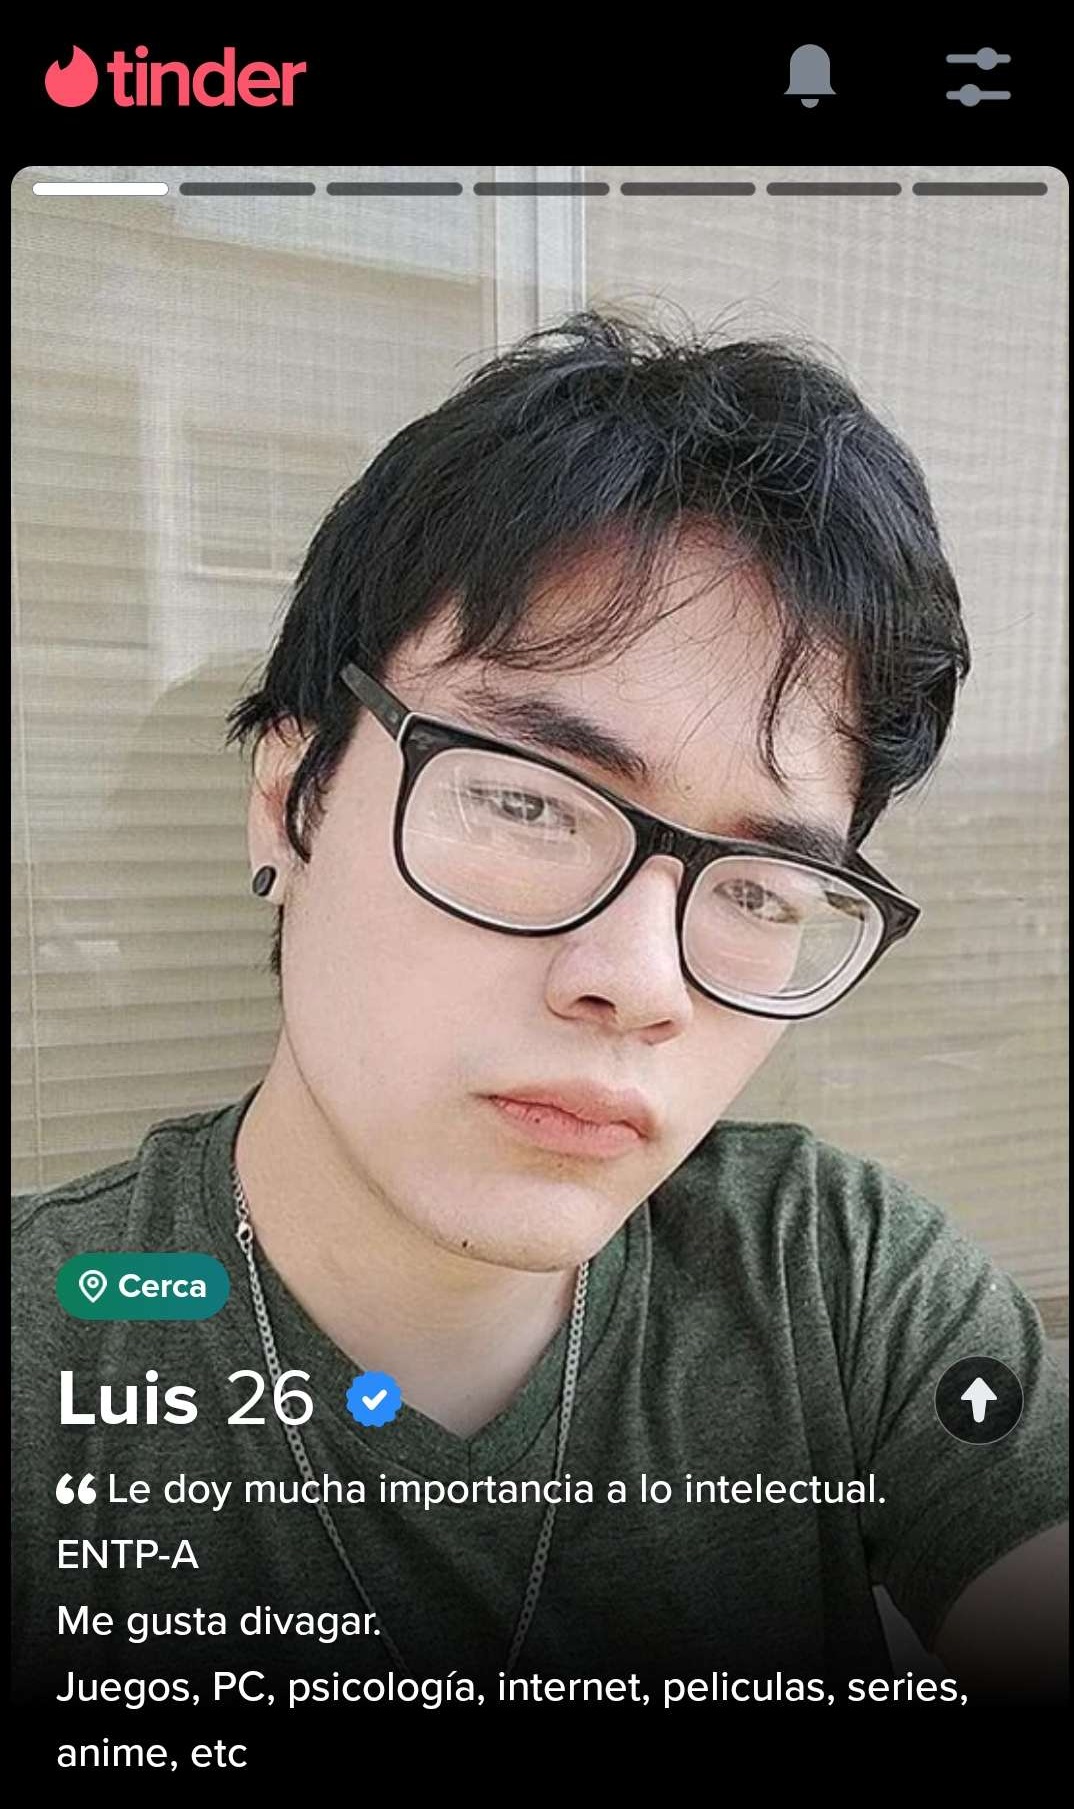 tinder
Cerca
Luis 26
❝ Le doy mucha importancia a lo intelectual.
ENTP-A
Me gusta divagar.
Juegos, PC, psicología, internet, peliculas, series,
anime, etc